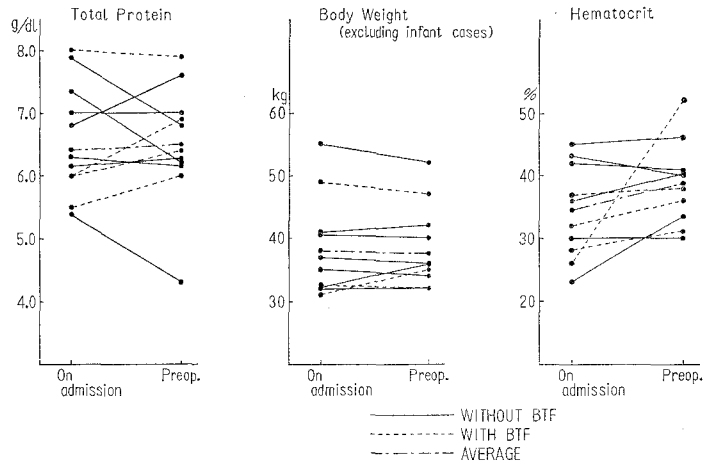 Total Protein
g/dl
8.0
7.0
6.0
5.0
4.0
On admission
Preop.
Body Weight
(excluding infant cases)
kg
60
50
40
30
On admission
Preop.
Hematocrit
%
50
40
30
20
On admission
Preop.
WITHOUT BTF
WITH BTF
AVERAGE